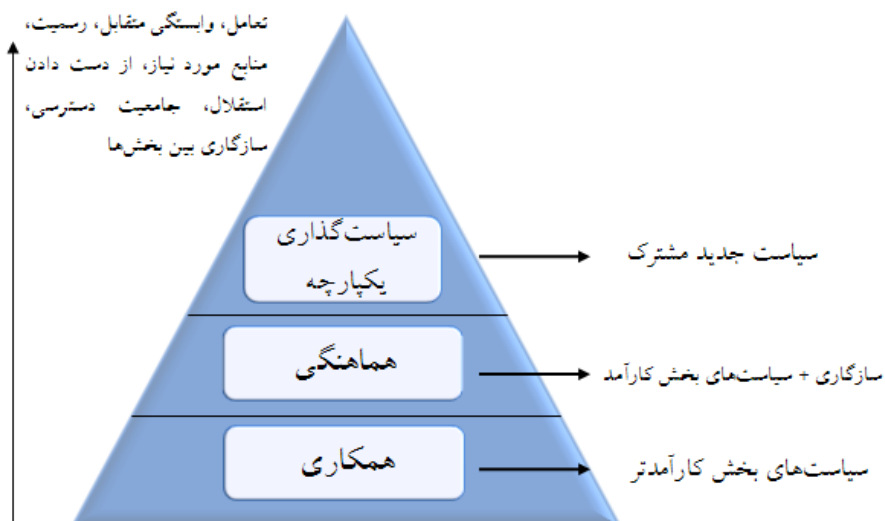 تعامل، وابستگی متقابل، رسمیت،
منابع مورد نیاز، از دست دادن
استقلال، جامعیت دسترسی،
سازگاری بین بخش‌ها
سیاست‌گذاری
یکپارچه
سیاست جدید مشترک
هماهنگی
سازگاری + سیاست‌های بخش کارآمد
همکاری
سیاست‌های بخش کارآمدتر